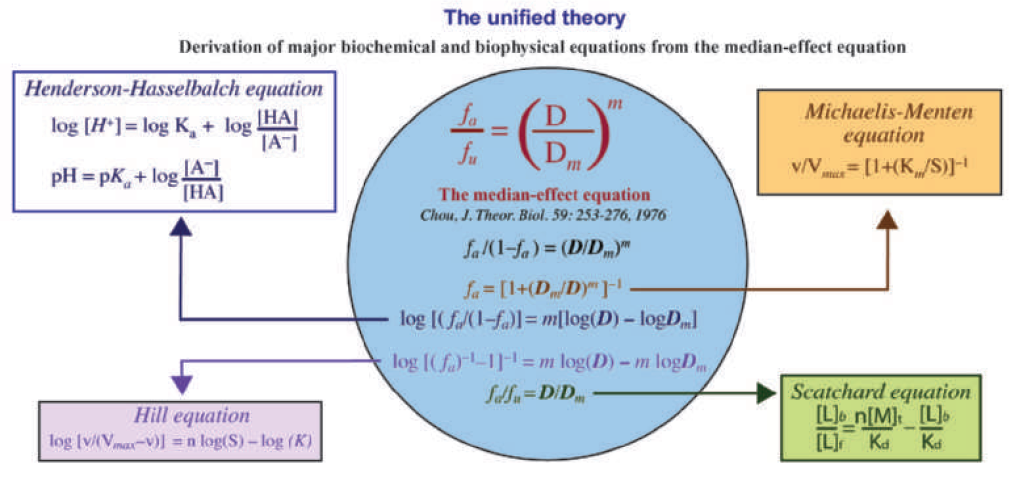 The unified theory
Derivation of major biochemical and biophysical equations from the median-effect equation
Henderson-Hasselbalch equation
log [H⁺] = log Kₐ + log [HA]/[A⁻]
pH = pKₐ + log [A⁻]/[HA]
fₐ/fᵤ = (D/Dₘ)ᵐ
The median-effect equation
Chou, J. Theor. Biol. 59: 253-276, 1976
fₐ/(1–fₐ) = (D/Dₘ)ᵐ
fₐ = [1+(Dₘ/D)ᵐ]⁻¹
log [(fₐ/(1–fₐ)] = m[log(D) – logDₘ]
log [(fₐ)⁻¹–1]⁻¹ = m log(D) – m logDₘ
fₐ/fᵤ = D/Dₘ
Michaelis-Menten
equation
v/Vₘₐₓ = [1+(Kₘ/S)]⁻¹
Hill equation
log [v/(Vₘₐₓ–v)] = n log(S) – log (K)
Scatchard equation
[L]b/[L]f = n[M]t/Kd – [L]b/Kd